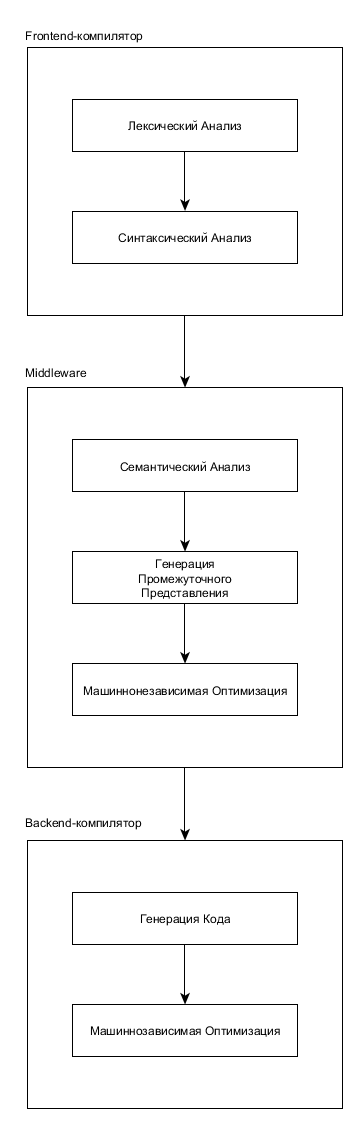 Frontend-компилятор
Лексический Анализ
Синтаксический Анализ
Middleware
Семантический Анализ
Генерация
Промежуточного
Представления
Машиннонезависимая Оптимизация
Backend-компилятор
Генерация Кода
Машиннозависимая Оптимизация